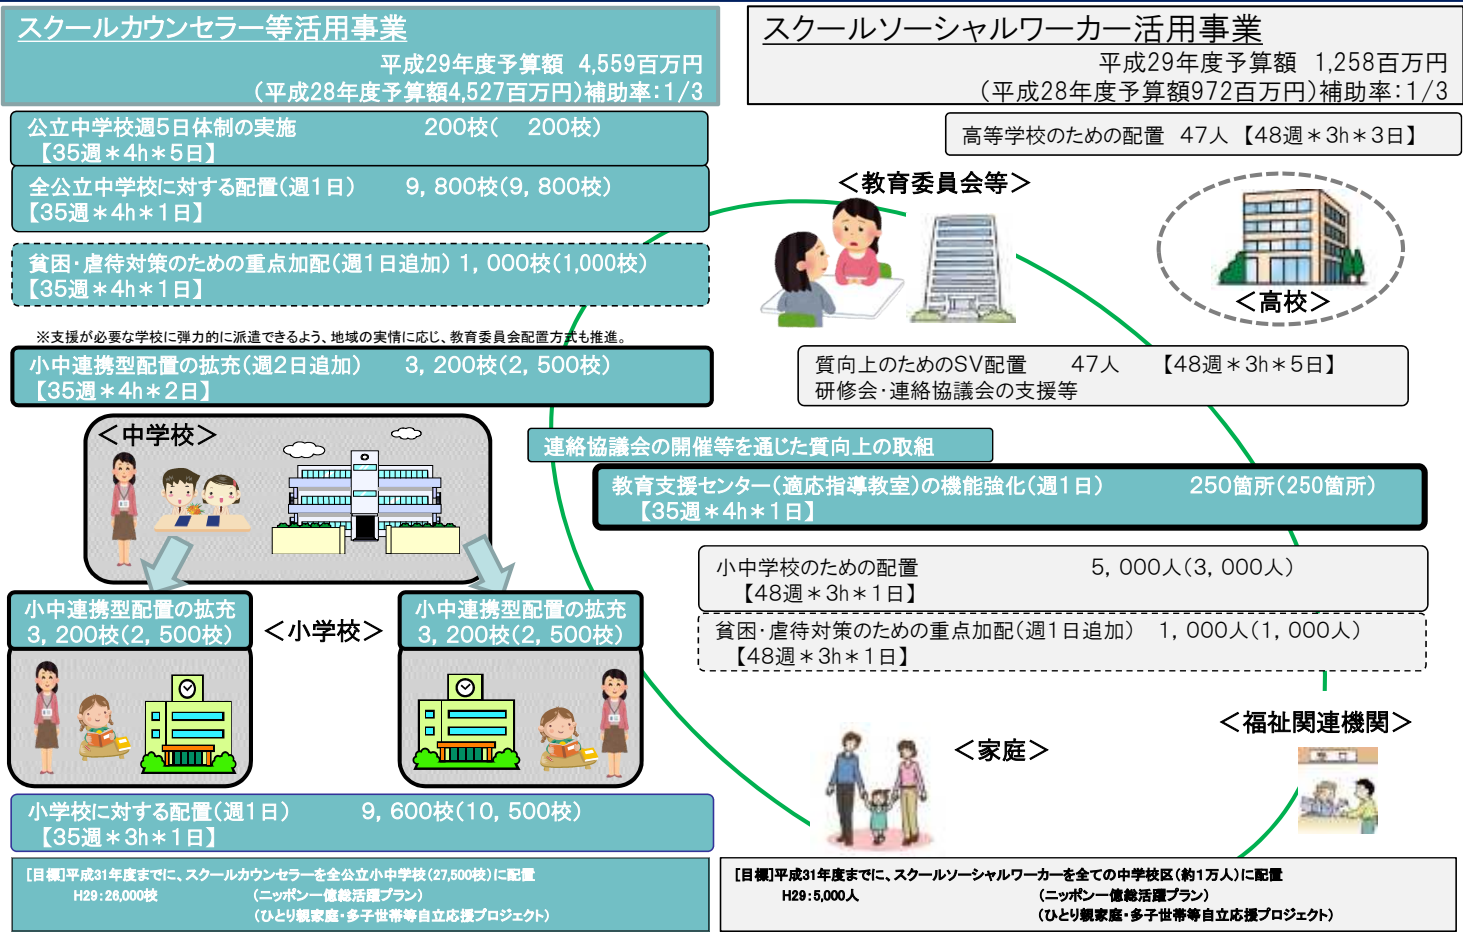 スクールカウンセラー等活用事業
平成29年度予算額 4,559百万円
(平成28年度予算額4,527百万円)補助率:1/3
公立中学校週5日体制の実施 200校( 200校)
【35週＊4h＊5日】
全公立中学校に対する配置(週1日) 9,800校(9,800校)
【35週＊4h＊1日】
貧困・虐待対策のための重点加配(週1日追加) 1,000校(1,000校)
【35週＊4h＊1日】
※支援が必要な学校に弾力的に派遣できるよう、地域の実情に応じ、教育委員会配置方式も推進。
小中連携型配置の拡充(週2日追加) 3,200校(2,500校)
【35週＊4h＊2日】
＜中学校＞
小中連携型配置の拡充
3,200校(2,500校)
＜小学校＞
小中連携型配置の拡充
3,200校(2,500校)
小学校に対する配置(週1日) 9,600校(10,500校)
【35週＊3h＊1日】
[目標]平成31年度までに、スクールカウンセラーを全公立小中学校(27,500校)に配置
H29:26,000校 (ニッポン一億総活躍プラン)
(ひとり親家庭・多子世帯等自立応援プロジェクト)
スクールソーシャルワーカー活用事業
平成29年度予算額 1,258百万円
(平成28年度予算額972百万円)補助率:1/3
高等学校のための配置 47人 【48週＊3h＊3日】
＜教育委員会等＞
＜高校＞
質向上のためのSV配置 47人 【48週＊3h＊5日】
研修会・連絡協議会の支援等
連絡協議会の開催等を通じた質向上の取組
教育支援センター(適応指導教室)の機能強化(週1日) 250箇所(250箇所)
【35週＊4h＊1日】
小中学校のための配置 5,000人(3,000人)
【48週＊3h＊1日】
貧困・虐待対策のための重点加配(週1日追加) 1,000人(1,000人)
【48週＊3h＊1日】
＜福祉関連機関＞
＜家庭＞
[目標]平成31年度までに、スクールソーシャルワーカーを全ての中学校区(約1万人)に配置
H29:5,000人 (ニッポン一億総活躍プラン)
(ひとり親家庭・多子世帯等自立応援プロジェクト)